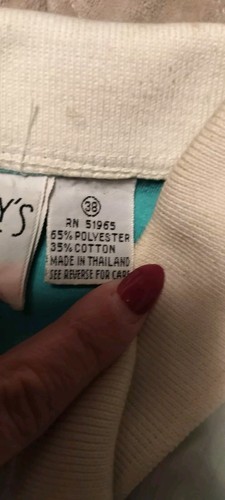 Y'S
38
RN 51965
65% POLYESTER
35% COTTON
MADE IN THAILAND
SEE REVERSE FOR CARE